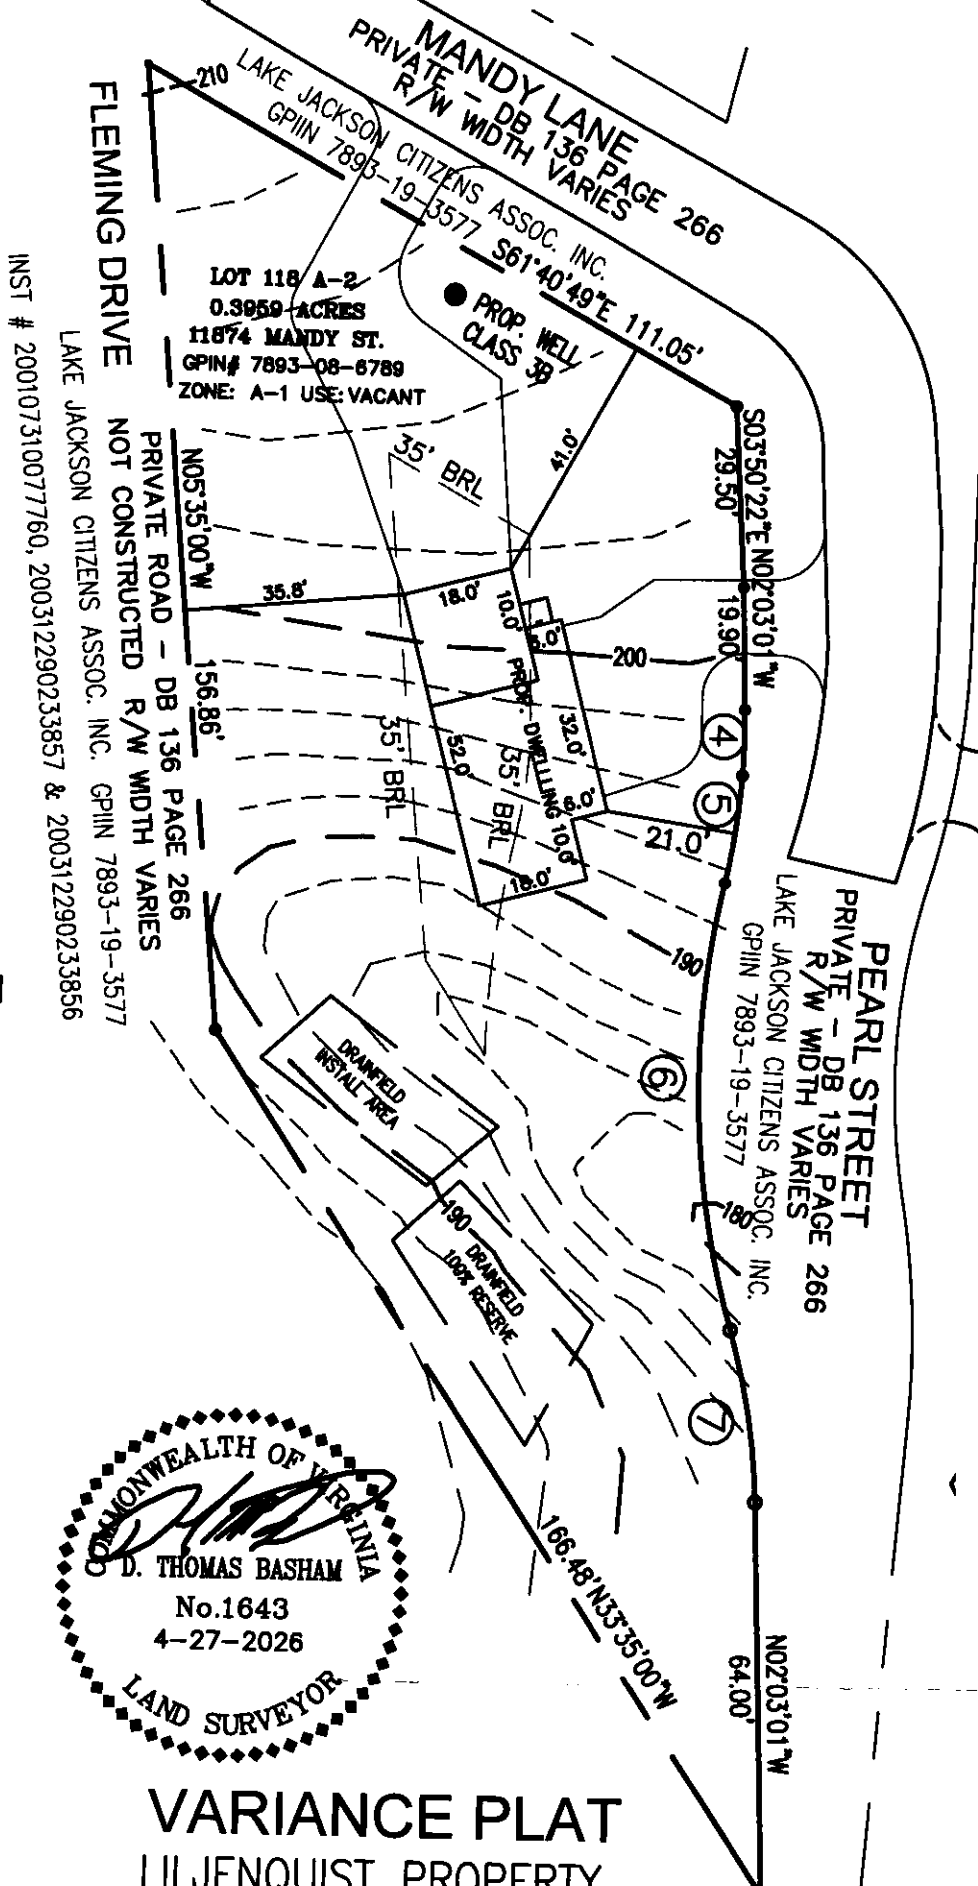 MANDY LANE
PRIVATE - DB 136 PAGE 266
R/W WIDTH VARIES
LAKE JACKSON CITIZENS ASSOC. INC.
GPIIN 7893-19-3577
S61°40'49"E 111.05'
210
PROP. WELL
CLASS 3B
LOT 118 A-2
0.3959 ACRES
11874 MANDY ST.
GPIN# 7893-08-6789
ZONE: A-1 USE: VACANT
FLEMING DRIVE
NOT CONSTRUCTED R/W WIDTH VARIES
PRIVATE ROAD - DB 136 PAGE 266
LAKE JACKSON CITIZENS ASSOC. INC. GPIN 7893-19-3577
INST # 200107310077760, 200312290233857 & 200312290233856
N05°35'00"W 156.86'
S03°50'22"E
29.50'
N02°03'01"W
19.90'
41.0'
35' BRL
35.8'
18.0'
10.0'
6.0'
200
PROP. DWELLING
32.0'
52.0'
35' BRL
35' BRL
6.0'
10.0'
18.0'
21.0'
4
5
190
6
180
7
PEARL STREET
PRIVATE - DB 136 PAGE 266
R/W WIDTH VARIES
LAKE JACKSON CITIZENS ASSOC. INC.
GPIIN 7893-19-3577
DRAINFIELD
INSTALL AREA
190
DRAINFIELD
100% RESERVE
166.48' N33°35'00"W
N02°03'01"W
64.00'
COMMONWEALTH OF VIRGINIA
D. THOMAS BASHAM
No.1643
4-27-2026
LAND SURVEYOR
VARIANCE PLAT
LILJENQUIST PROPERTY